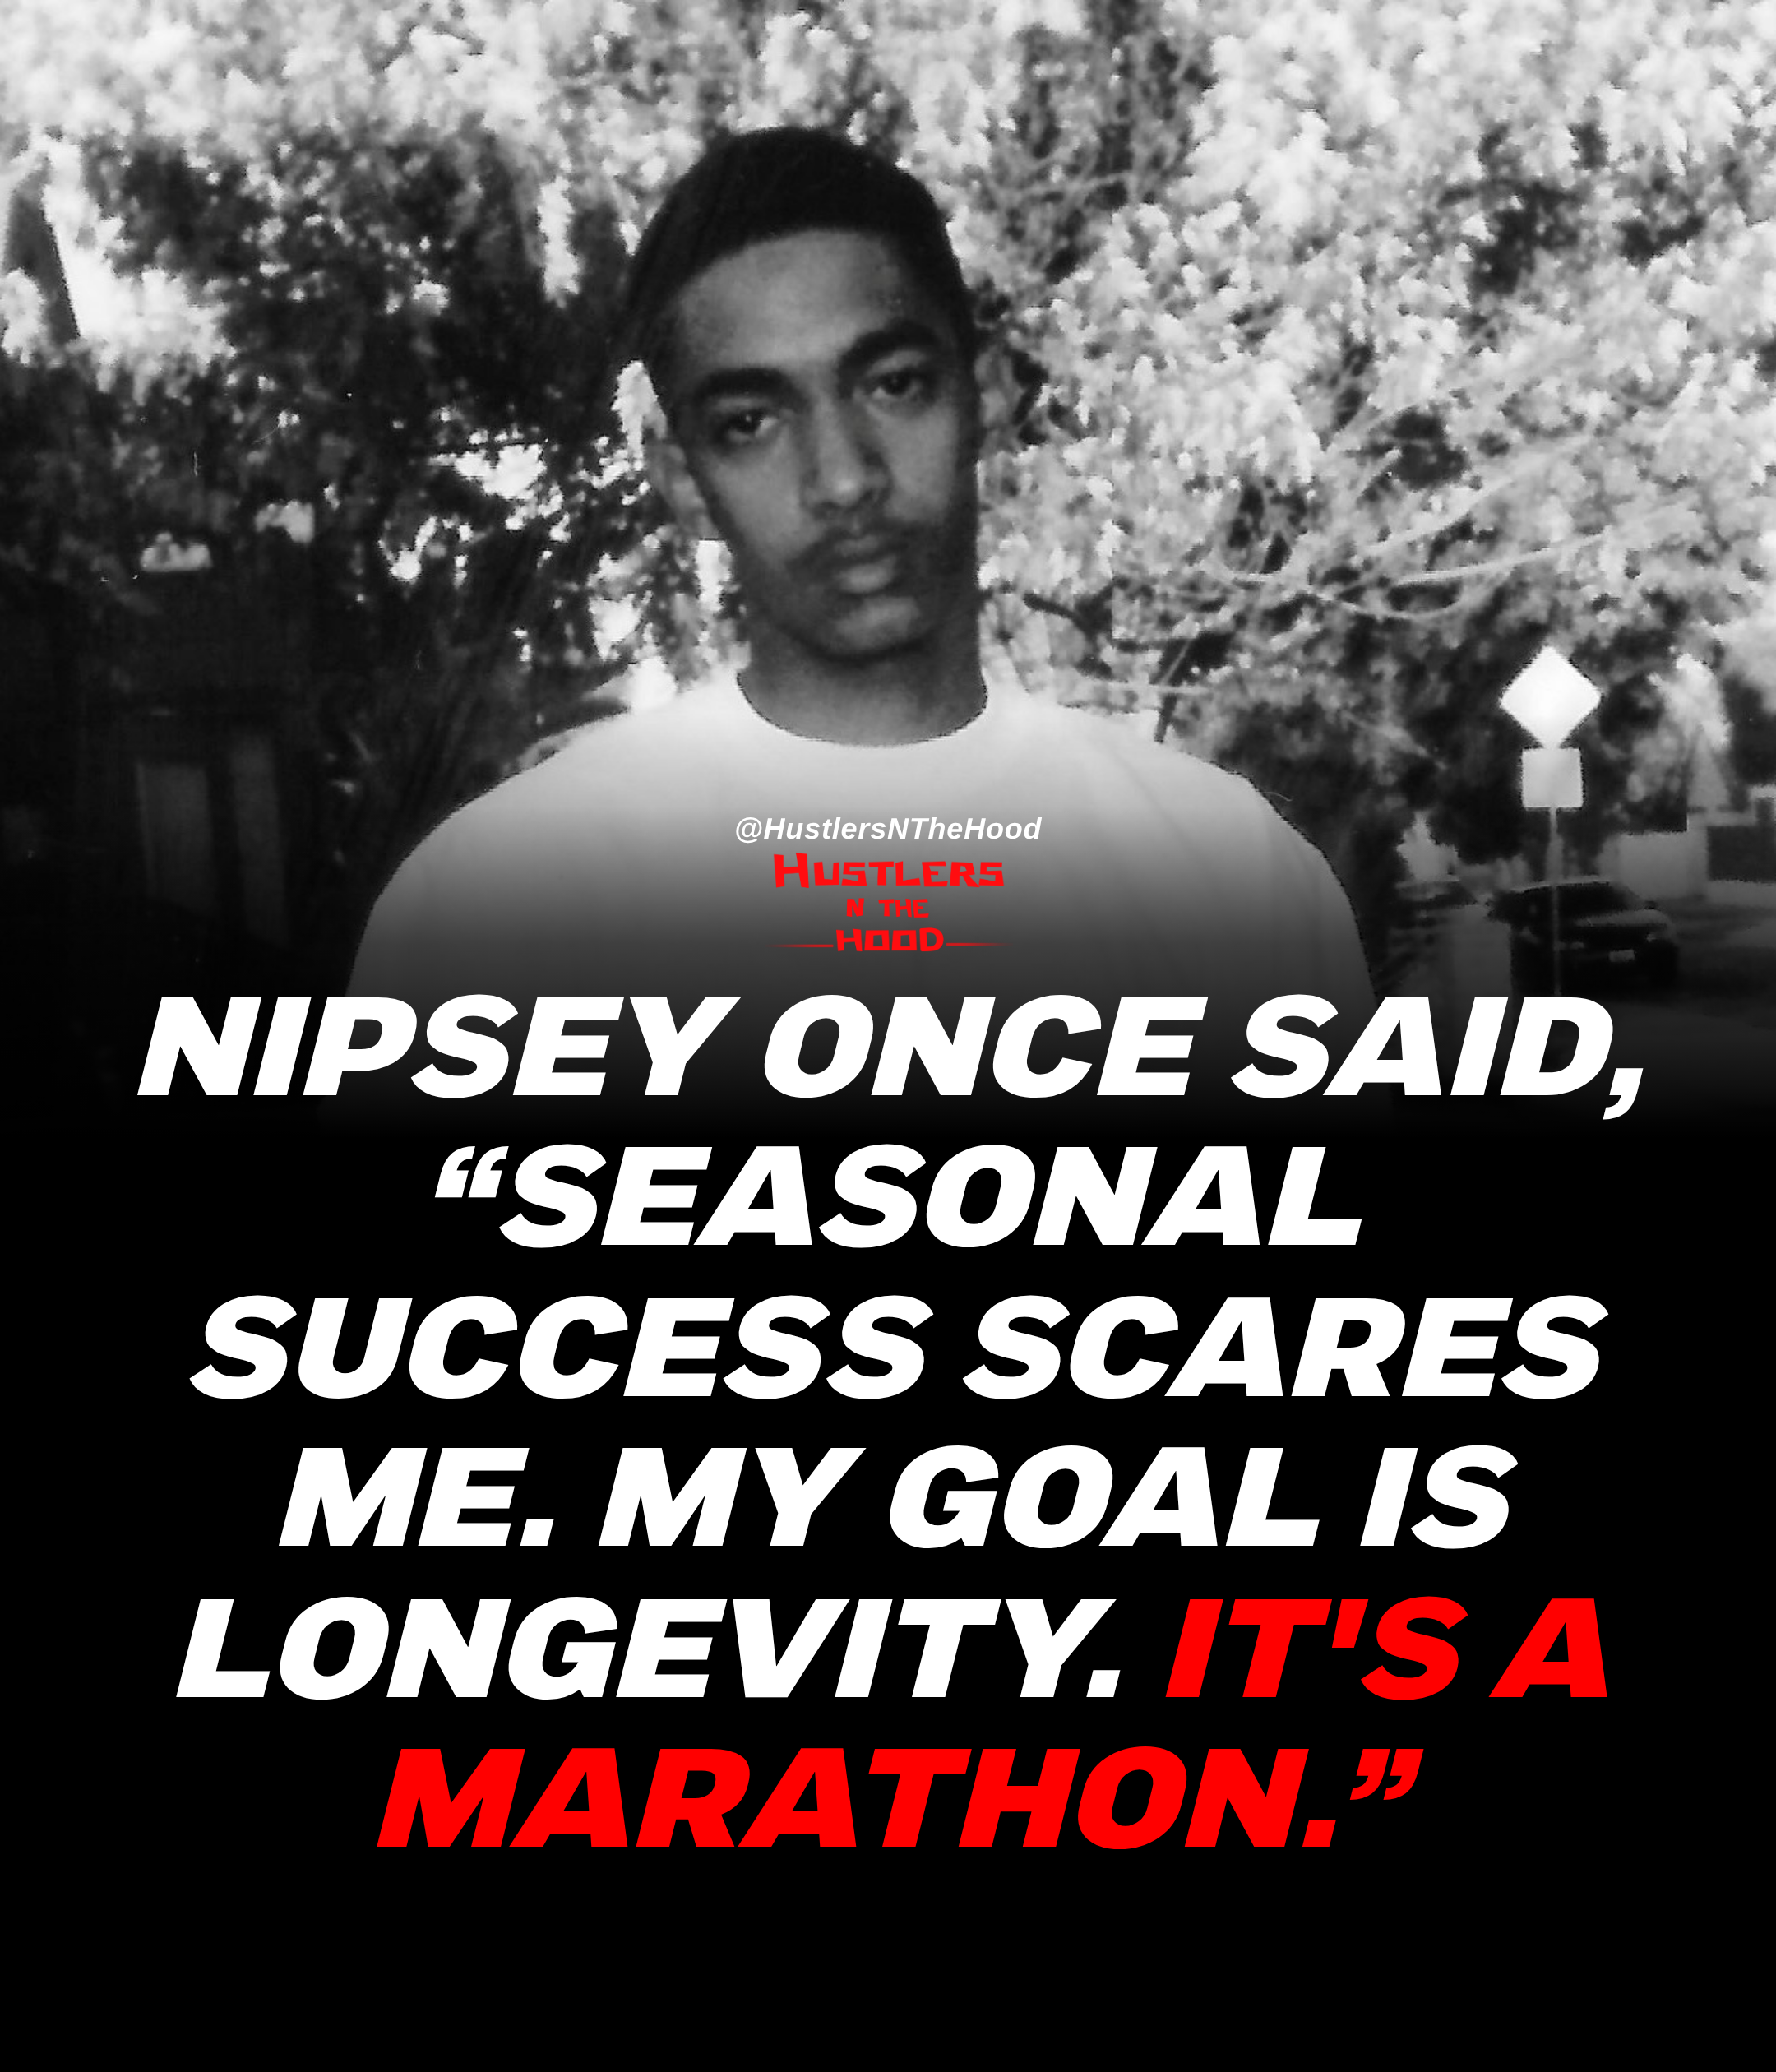 @HustlersNTheHood
HUSTLERS
N THE
HOOD
NIPSEY ONCE SAID,
“SEASONAL
SUCCESS SCARES
ME. MY GOAL IS
LONGEVITY. IT'S A
MARATHON.”